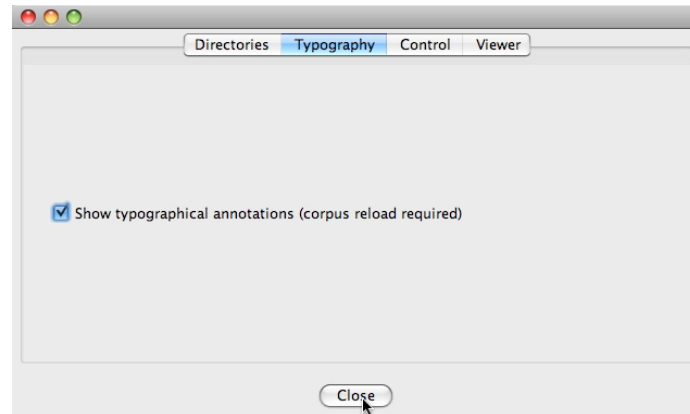 Directories Typography Control Viewer
Show typographical annotations (corpus reload required)
Close